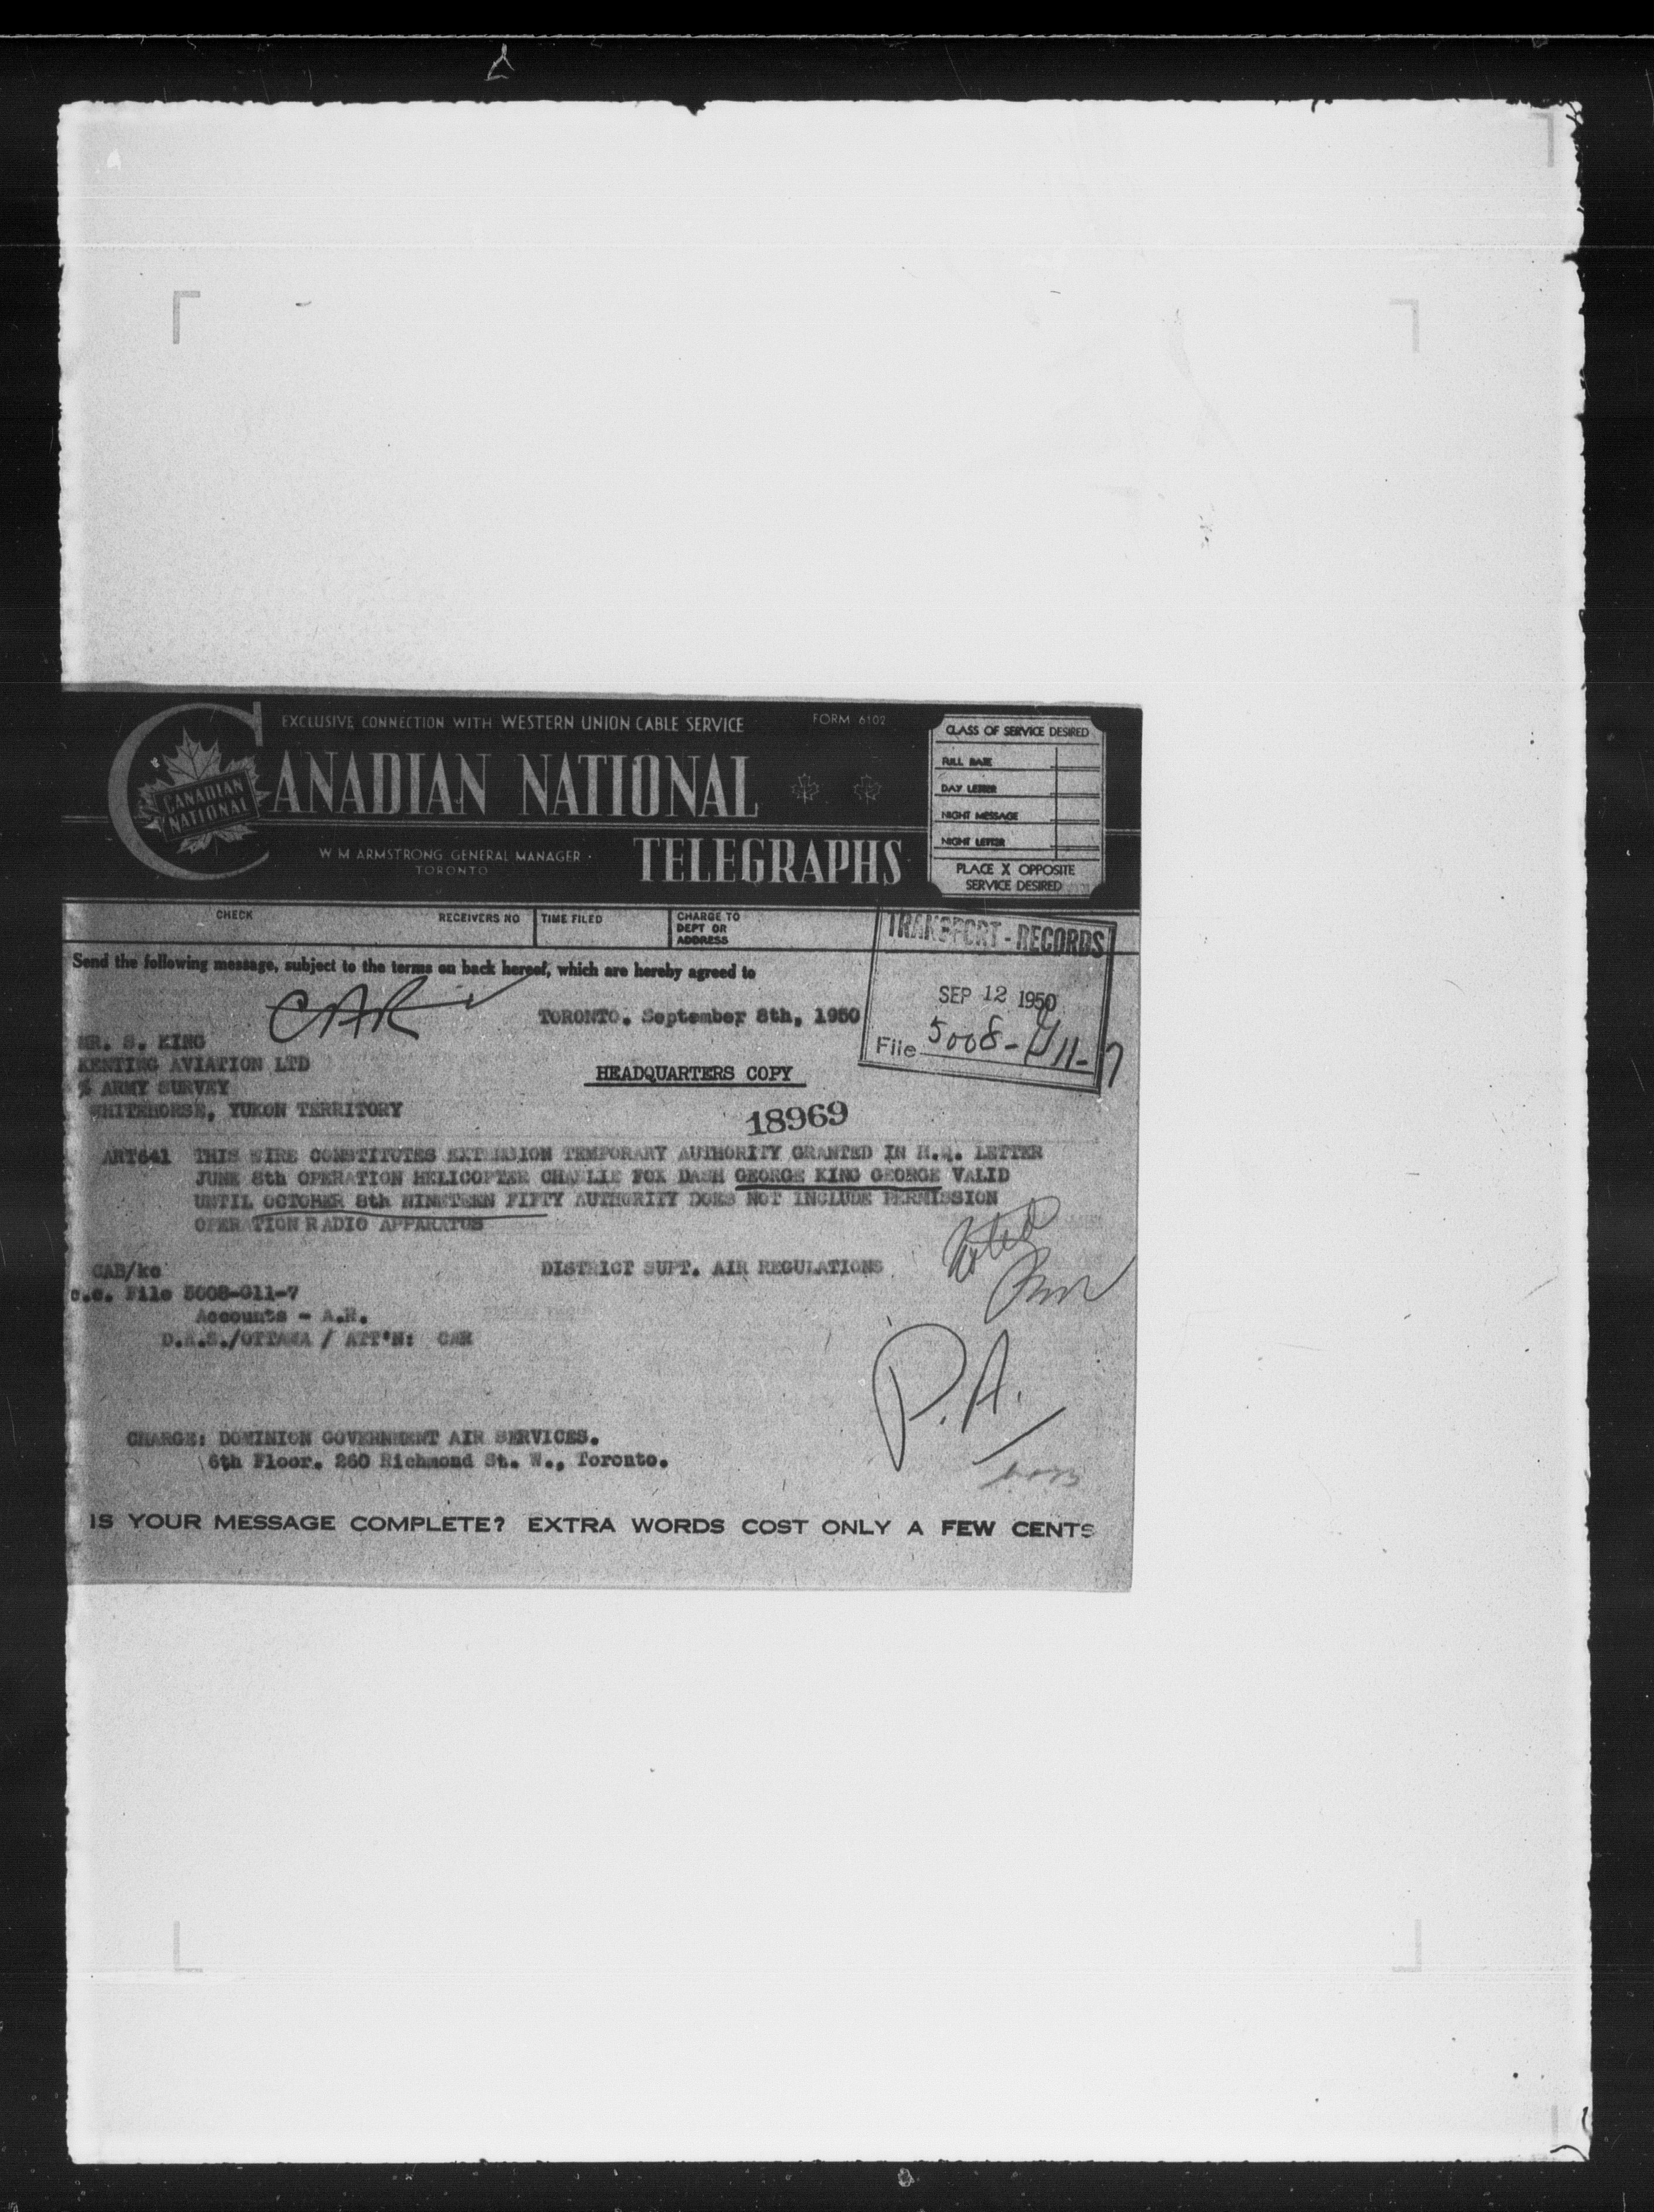 EXCLUSIVE CONNECTION WITH WESTERN UNION CABLE SERVICE
FORM 6102
CANADIAN NATIONAL
CANADIAN NATIONAL
TELEGRAPHS
W M ARMSTRONG GENERAL MANAGER
TORONTO
CLASS OF SERVICE DESIRED
FULL RATE
DAY LETTER
NIGHT MESSAGE
NIGHT LETTER
PLACE X OPPOSITE
SERVICE DESIRED
CHECK
RECEIVERS NO
TIME FILED
CHARGE TO
DEPT OR
ADDRESS
TRANSPORT - RECORDS
SEP 12 1950
File 5008-G11-7
Send the following message, subject to the terms on back hereof, which are hereby agreed to
CAR
TORONTO. September 8th, 1950
MR. S. KING
KENTING AVIATION LTD
% ARMY SURVEY
WHITEHORSE, YUKON TERRITORY
HEADQUARTERS COPY
18969
ART641 THIS WIRE CONSTITUTES EXTENSION TEMPORARY AUTHORITY GRANTED IN H.Q. LETTER
JUNE 8th OPERATION HELICOPTER CHARLIE FOX DASH GEORGE KING GEORGE VALID
UNTIL OCTOBER 8th NINETEEN FIFTY AUTHORITY DOES NOT INCLUDE PERMISSION
OPERATION RADIO APPARATUS
Noted
CAB/kc
DISTRICT SUPT. AIR REGULATIONS
c.c. File 5008-G11-7
Accounts - A.R.
D.A.S./OTTAWA / ATT'N: CAR
P.A.
CHARGE: DOMINION GOVERNMENT AIR SERVICES.
6th Floor. 260 Richmond St. W., Toronto.
IS YOUR MESSAGE COMPLETE? EXTRA WORDS COST ONLY A FEW CENTS